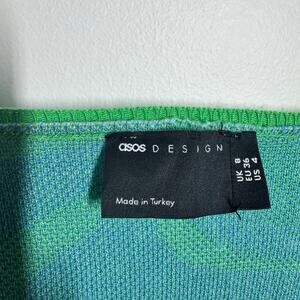 asos DESIGN
Made in Turkey
UK 8
EU 36
US 4